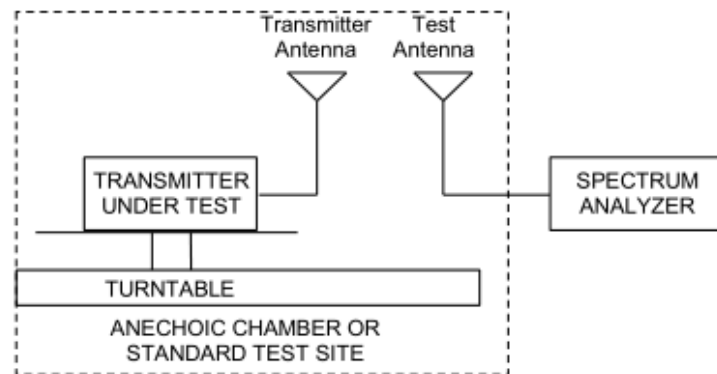 Transmitter
Antenna
Test
Antenna
TRANSMITTER
UNDER TEST
SPECTRUM
ANALYZER
TURNTABLE
ANECHOIC CHAMBER OR
STANDARD TEST SITE